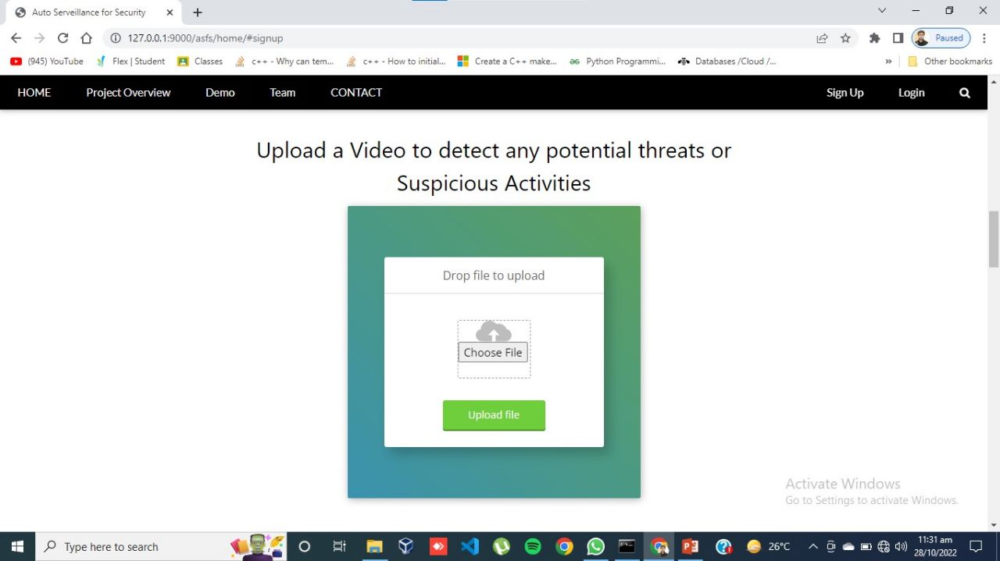 Auto Serveillance for Security
127.0.0.1:9000/asfs/home/#signup
Paused
(945) YouTube
Flex | Student
Classes
c++ - Why can tem...
c++ - How to initial...
Create a C++ make...
Python Programmi...
Databases /Cloud /...
»
Other bookmarks
HOME
Project Overview
Demo
Team
CONTACT
Sign Up
Login
Upload a Video to detect any potential threats or
Suspicious Activities
Drop file to upload
Choose File
Upload file
Activate Windows
Go to Settings to activate Windows.
Type here to search
26°C
11:31 am
28/10/2022